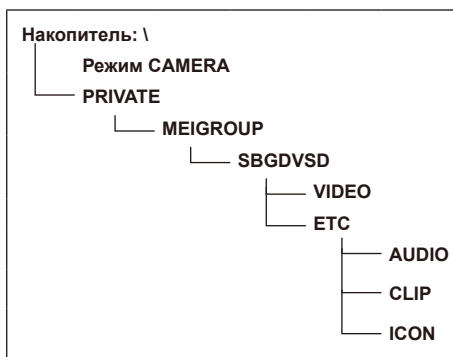 Накопитель: \
Режим CAMERA
PRIVATE
MEIGROUP
SBGDVSD
VIDEO
ETC
AUDIO
CLIP
ICON